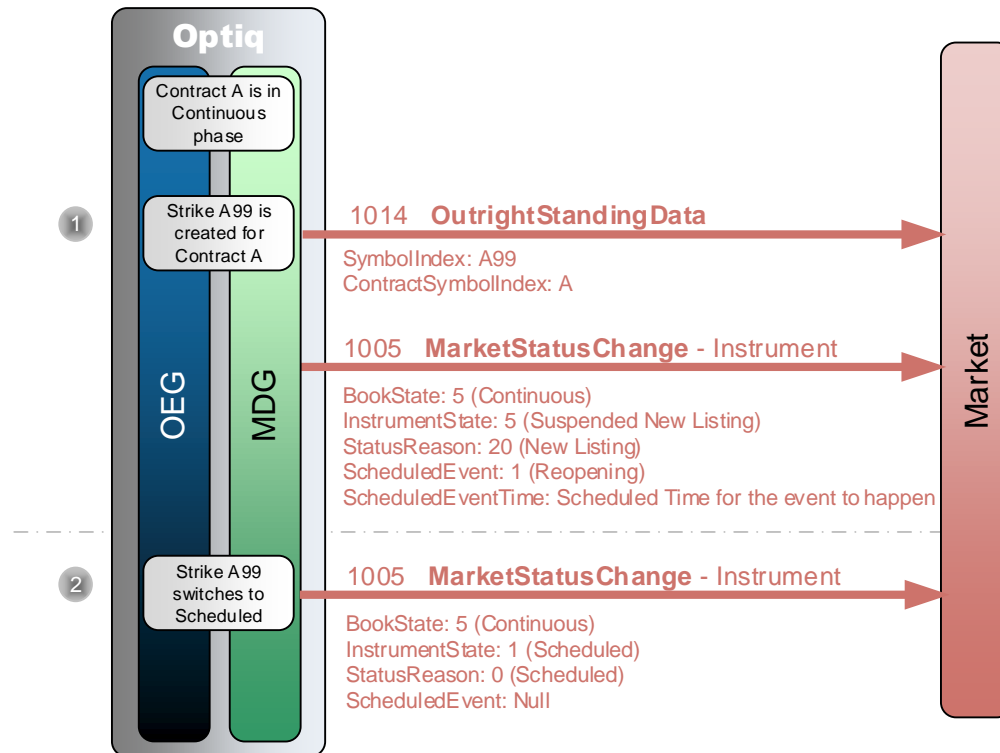 Optiq
Contract A is in
Continuous
phase
1
Strike A99 is
created for
Contract A
1014 OutrightStandingData
SymbolIndex: A99
ContractSymbolIndex: A
1005 MarketStatusChange - Instrument
BookState: 5 (Continuous)
InstrumentState: 5 (Suspended New Listing)
StatusReason: 20 (New Listing)
ScheduledEvent: 1 (Reopening)
ScheduledEventTime: Scheduled Time for the event to happen
OEG
MDG
Market
2
Strike A99
switches to
Scheduled
1005 MarketStatusChange - Instrument
BookState: 5 (Continuous)
InstrumentState: 1 (Scheduled)
StatusReason: 0 (Scheduled)
ScheduledEvent: Null